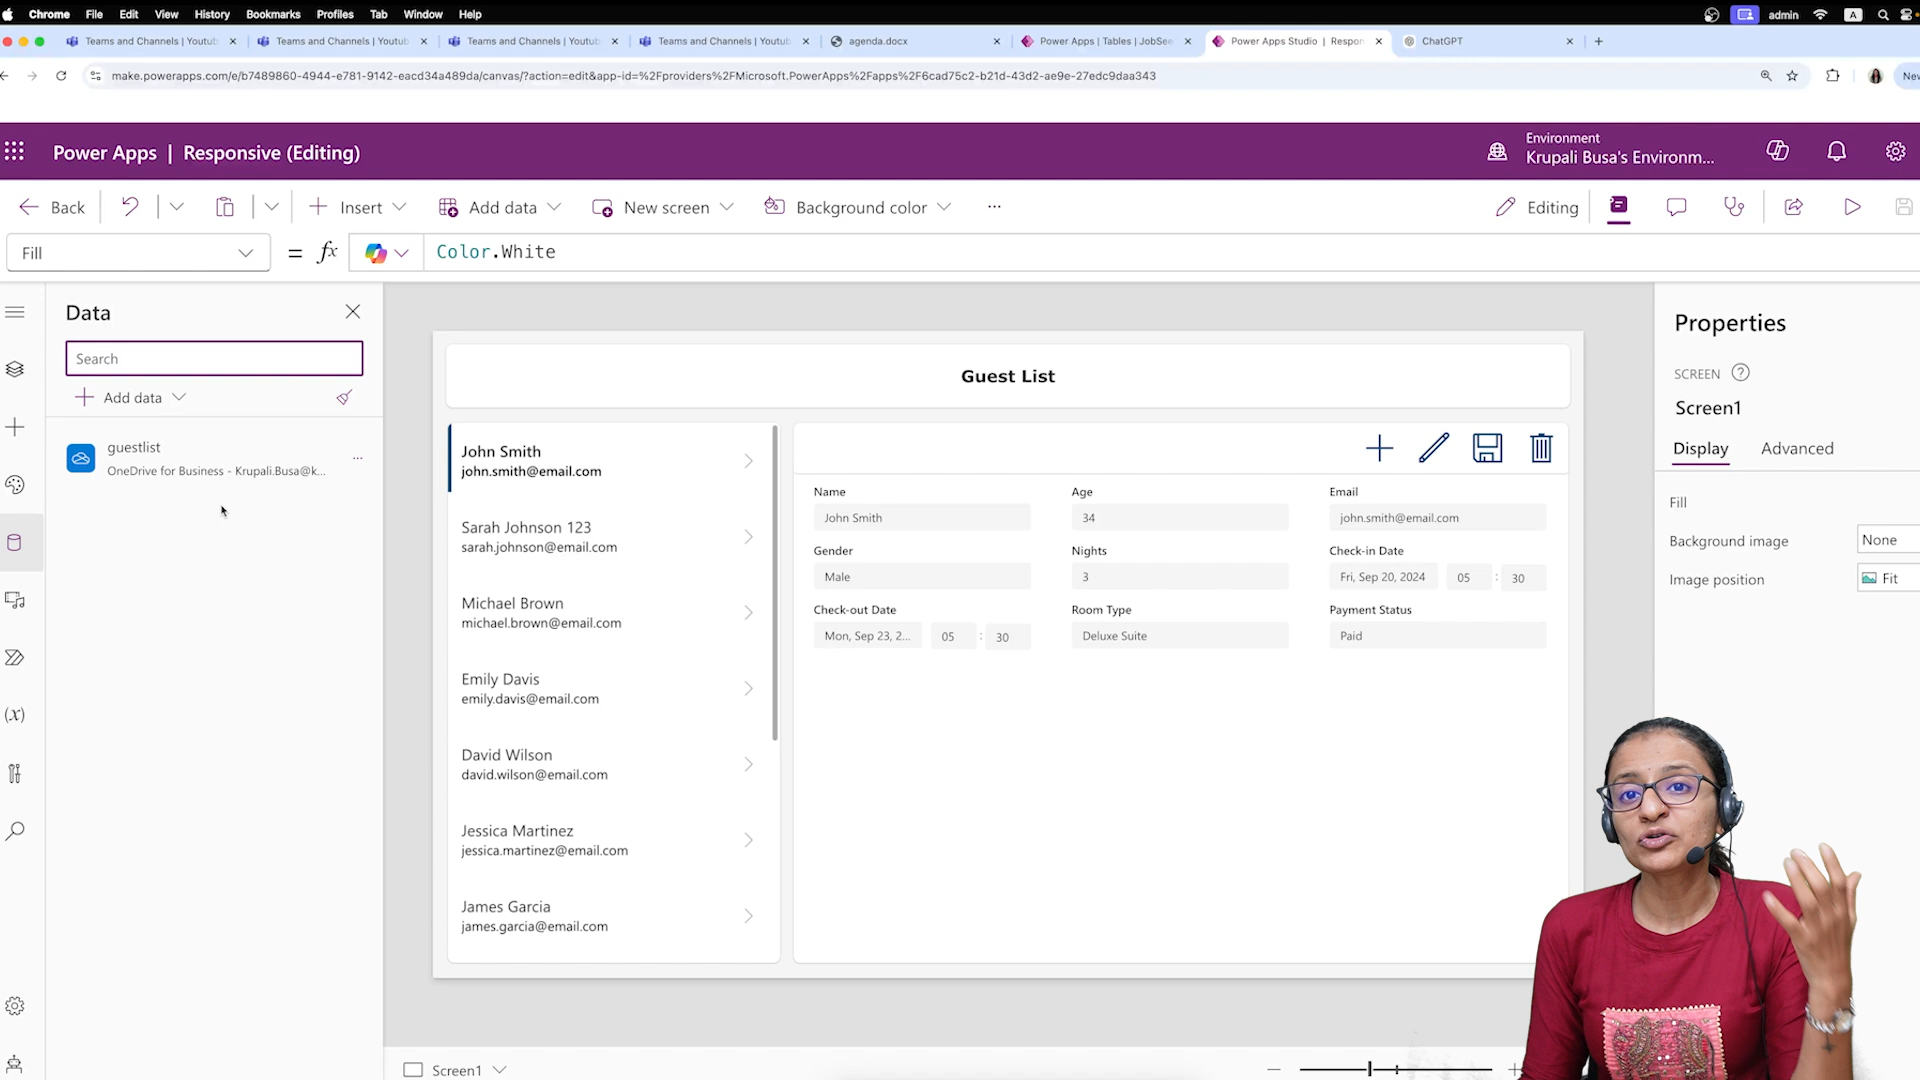 Chrome File Edit View History Bookmarks Profiles Tab Window Help admin A
Teams and Channels | Youtub Teams and Channels | Youtub Teams and Channels | Youtub Teams and Channels | Youtub agenda.docx Power Apps | Tables | JobSee Power Apps Studio | Respon ChatGPT
make.powerapps.com/e/b7489860-4944-e781-9142-eacd34a489da/canvas/?action=edit&app-id=%2Fproviders%2FMicrosoft.PowerApps%2Fapps%2F6cad75c2-b21d-43d2-ae9e-27edc9daa343 New
Power Apps | Responsive (Editing)
Environment
Krupali Busa's Environm...
Back Insert Add data New screen Background color ... Editing
Fill = fx Color.White
Data
Search
Add data
guestlist
OneDrive for Business - Krupali.Busa@k...
Guest List
John Smith
john.smith@email.com
Sarah Johnson 123
sarah.johnson@email.com
Michael Brown
michael.brown@email.com
Emily Davis
emily.davis@email.com
David Wilson
david.wilson@email.com
Jessica Martinez
jessica.martinez@email.com
James Garcia
james.garcia@email.com
Name Age Email
John Smith 34 john.smith@email.com
Gender Nights Check-in Date
Male 3 Fri, Sep 20, 2024 05 : 30
Check-out Date Room Type Payment Status
Mon, Sep 23, 2... 05 : 30 Deluxe Suite Paid
Properties
SCREEN
Screen1
Display Advanced
Fill
Background image None
Image position Fit
(x)
Screen1